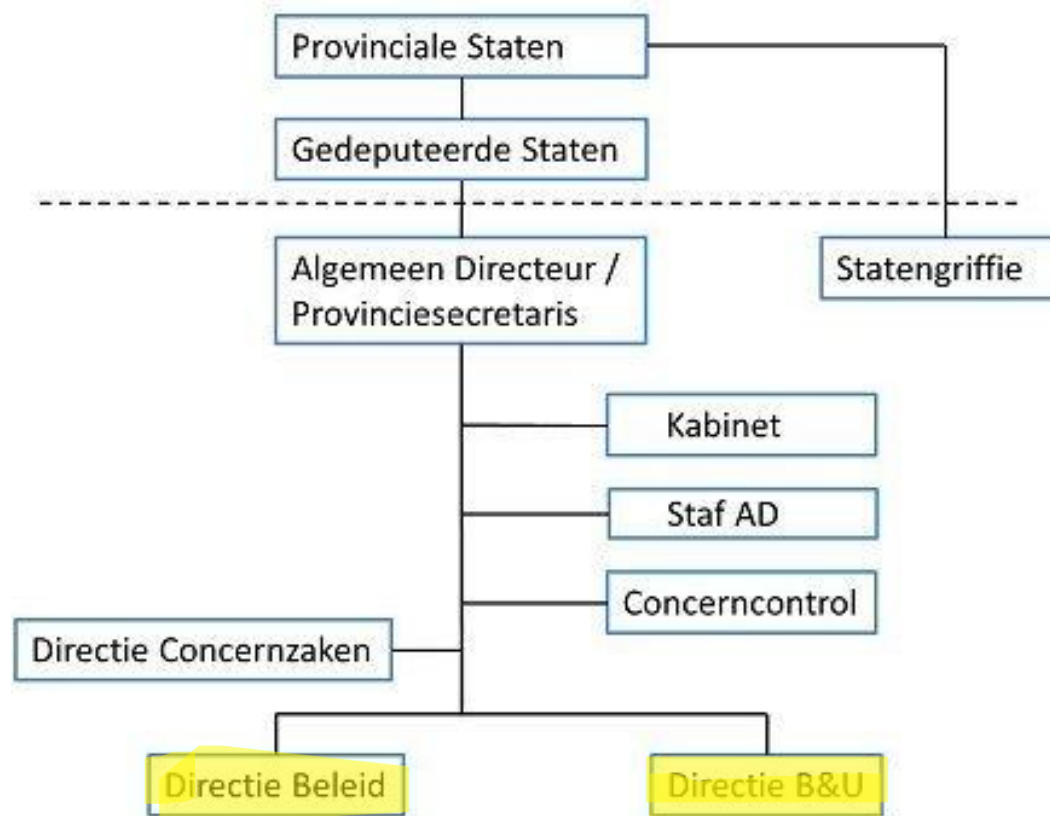 Provinciale Staten
Gedeputeerde Staten
Algemeen Directeur /
Provinciesecretaris
Statengriffie
Kabinet
Staf AD
Concerncontrol
Directie Concernzaken
Directie Beleid
Directie B&U